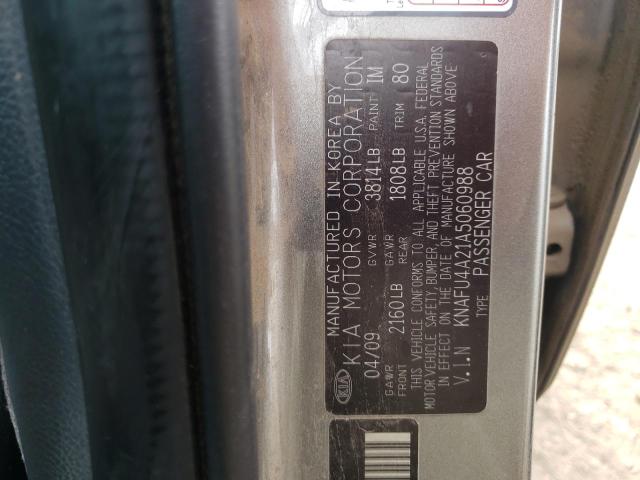 MANUFACTURED IN KOREA BY
KIA MOTORS CORPORATION
04/09 GVWR 3814LB PAINT IM
GAWR FRONT 2160LB GAWR REAR 1808LB TRIM 80
THIS VEHICLE CONFORMS TO ALL APPLICABLE U.S.A. FEDERAL
MOTOR VEHICLE SAFETY, BUMPER, AND THEFT PREVENTION STANDARDS
IN EFFECT ON THE DATE OF MANUFACTURE SHOWN ABOVE
V.I.N KNAFU4A21A5060988
TYPE PASSENGER CAR
KIA